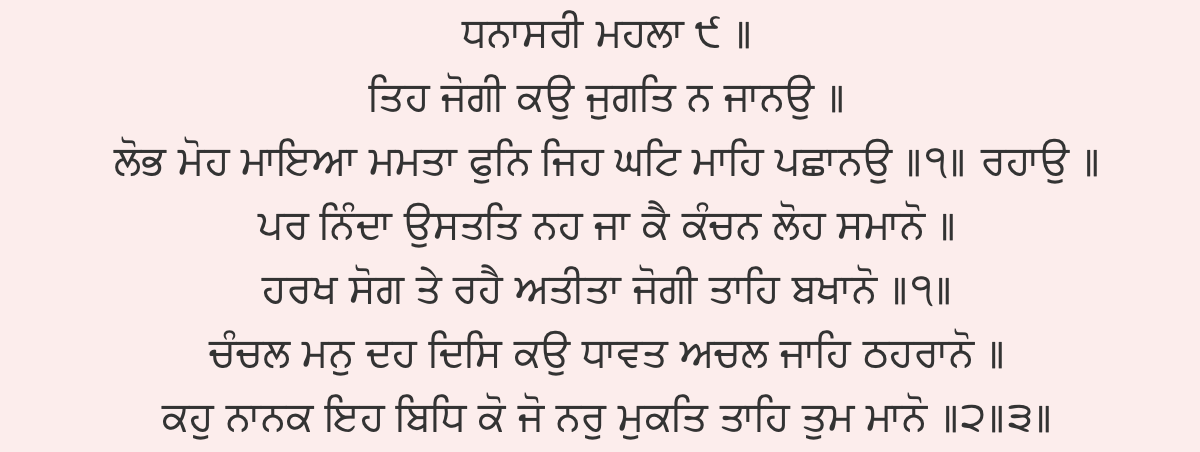 ਧਨਾਸਰੀ ਮਹਲਾ ੯ ॥
ਤਿਹ ਜੋਗੀ ਕਉ ਜੁਗਤਿ ਨ ਜਾਨਉ ॥
ਲੋਭ ਮੋਹ ਮਾਇਆ ਮਮਤਾ ਫੁਨਿ ਜਿਹ ਘਟਿ ਮਾਹਿ ਪਛਾਨਉ ॥੧॥ ਰਹਾਉ ॥
ਪਰ ਨਿੰਦਾ ਉਸਤਤਿ ਨਹ ਜਾ ਕੈ ਕੰਚਨ ਲੋਹ ਸਮਾਨੋ ॥
ਹਰਖ ਸੋਗ ਤੇ ਰਹੈ ਅਤੀਤਾ ਜੋਗੀ ਤਾਹਿ ਬਖਾਨੋ ॥੧॥
ਚੰਚਲ ਮਨੁ ਦਹ ਦਿਸਿ ਕਉ ਧਾਵਤ ਅਚਲ ਜਾਹਿ ਠਹਰਾਨੋ ॥
ਕਹੁ ਨਾਨਕ ਇਹ ਬਿਧਿ ਕੋ ਜੋ ਨਰੁ ਮੁਕਤਿ ਤਾਹਿ ਤੁਮ ਮਾਨੋ ॥੨॥੩॥